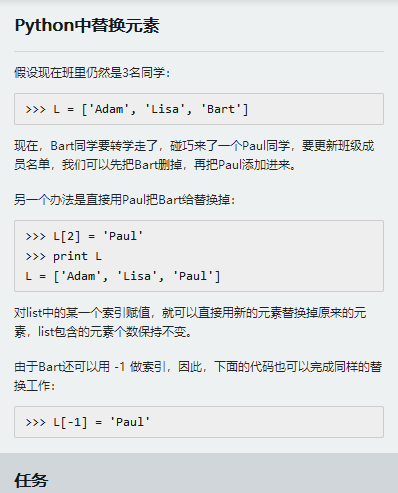 Python中替换元素
假设现在班里仍然是3名同学：
>>> L = ['Adam', 'Lisa', 'Bart']
现在，Bart同学要转学走了，碰巧来了一个Paul同学，要更新班级成
员名单，我们可以先把Bart删掉，再把Paul添加进来。
另一个办法是直接用Paul把Bart给替换掉：
>>> L[2] = 'Paul'
>>> print L
L = ['Adam', 'Lisa', 'Paul']
对list中的某一个索引赋值，就可以直接用新的元素替换掉原来的元
素，list包含的元素个数保持不变。
由于Bart还可以用 -1 做索引，因此，下面的代码也可以完成同样的替
换工作：
>>> L[-1] = 'Paul'
任务